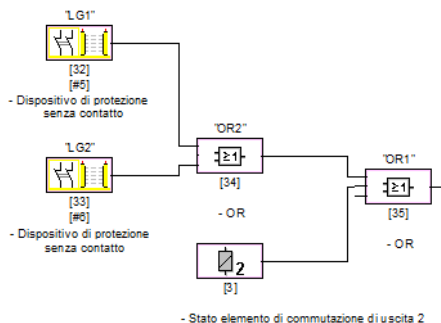 "LG1"
[32]
[#5]
- Dispositivo di protezione
senza contatto
"LG2"
[33]
[#6]
- Dispositivo di protezione
senza contatto
"OR2"
≥1
[34]
- OR
"OR1"
≥1
[35]
- OR
2
[3]
- Stato elemento di commutazione di uscita 2